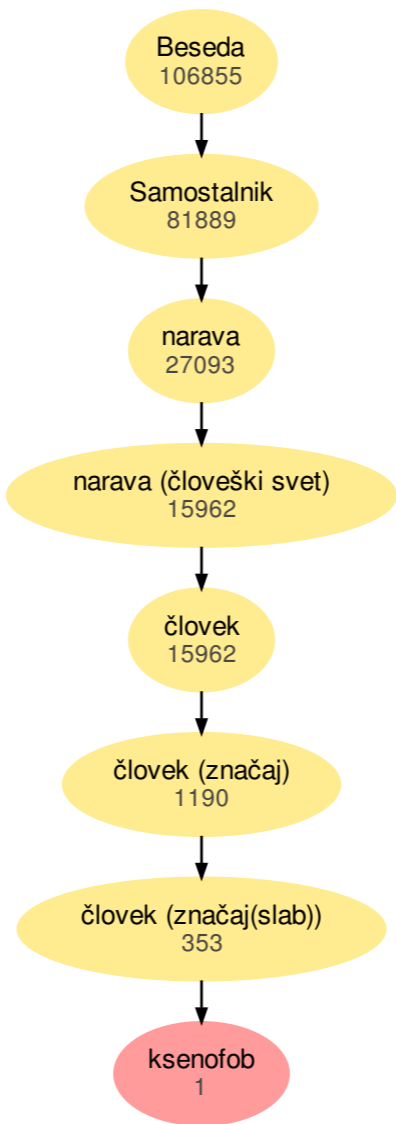 Beseda
106855
Samostalnik
81889
narava
27093
narava (človeški svet)
15962
človek
15962
človek (značaj)
1190
človek (značaj(slab))
353
ksenofob
1